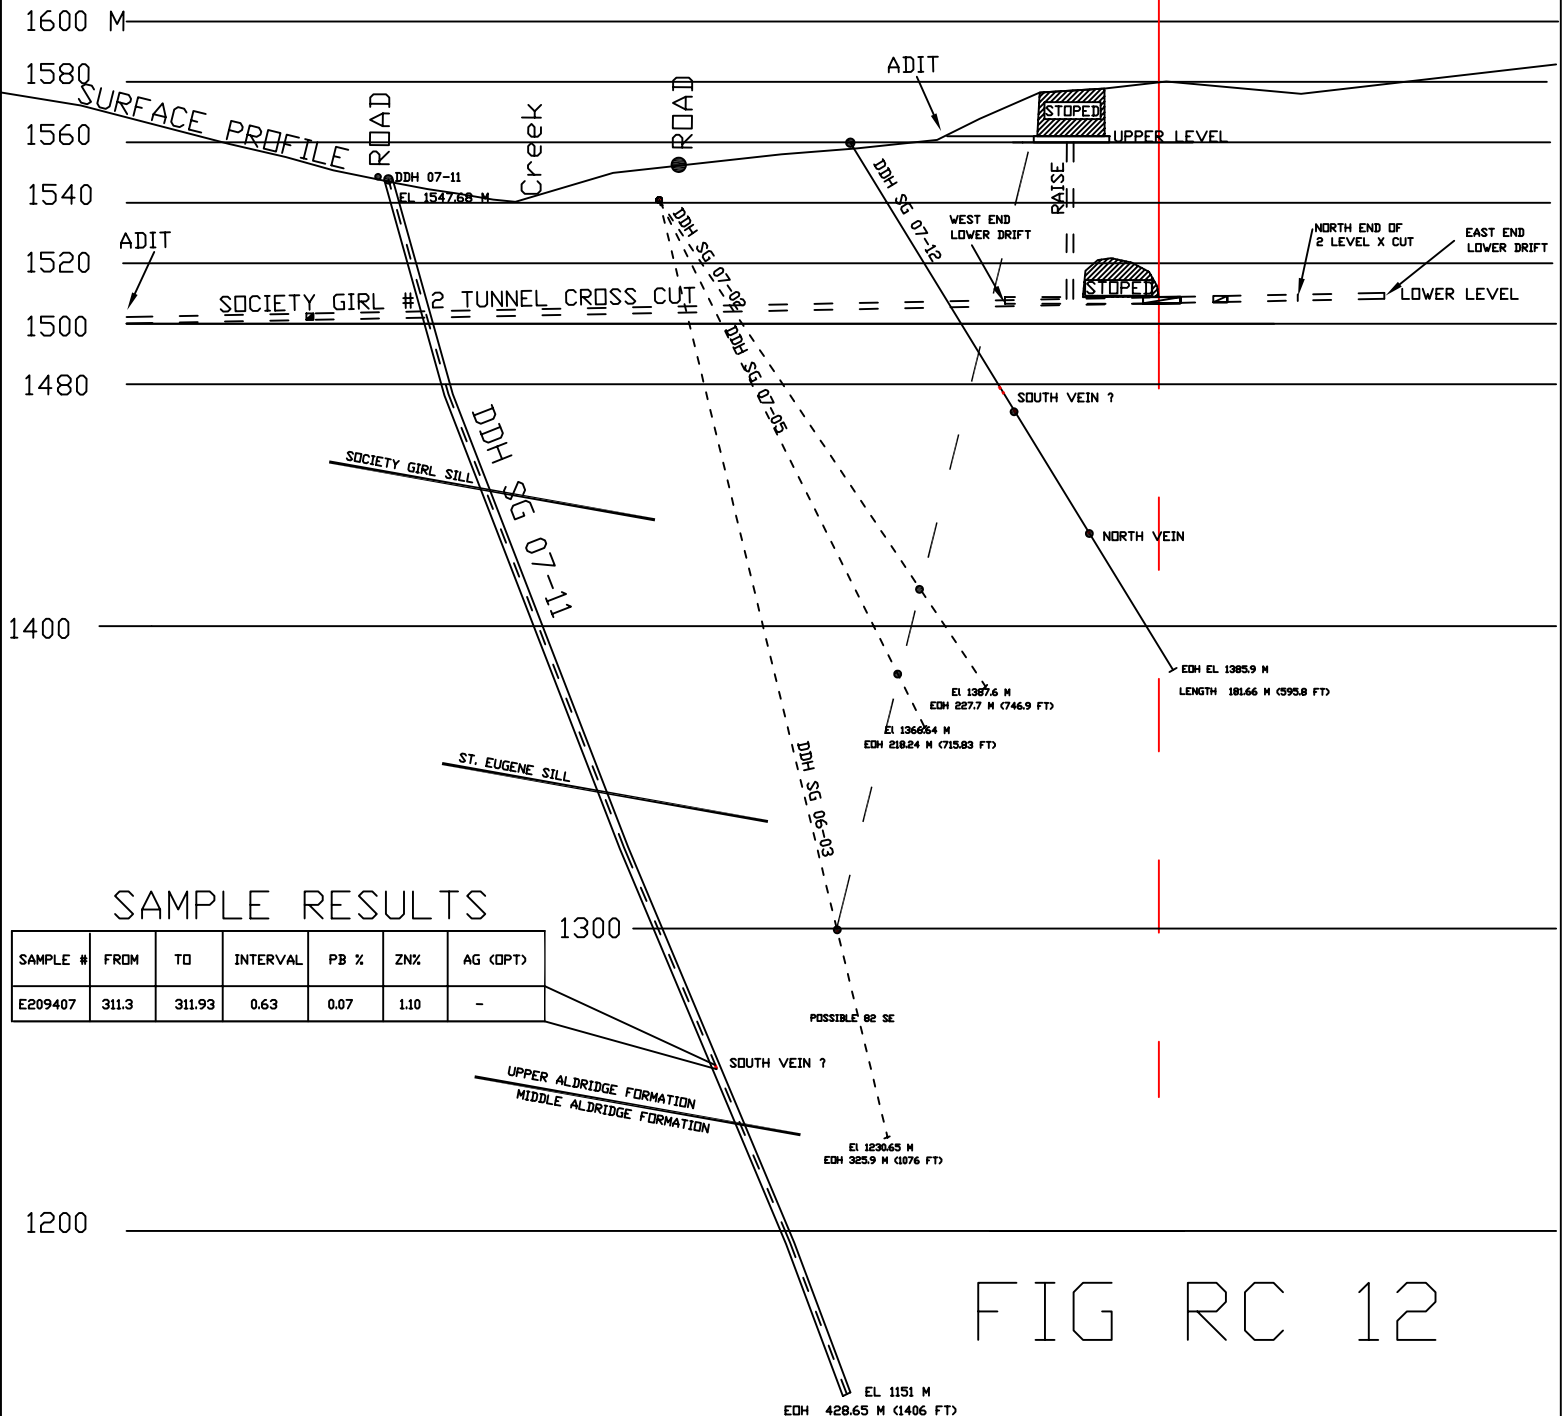 1600 M
1580
ADIT
SURFACE PROFILE
ROAD
Creek
ROAD
STOPED
1560
UPPER LEVEL
DDH 07-11
EL 1547.68 M
DDH SG 07-12
RAISE
1540
DDH SG 07-02
WEST END
LOWER DRIFT
NORTH END OF
2 LEVEL X CUT
EAST END
LOWER DRIFT
ADIT
1520
SOCIETY GIRL # 2 TUNNEL CROSS CUT
STOPED
LOWER LEVEL
1500
DDH SG 07-05
1480
SOUTH VEIN ?
DDH SG 07-11
SOCIETY GIRL SILL
NORTH VEIN
1400
EOH EL 1385.9 M
LENGTH 181.66 M (595.8 FT)
El 1387.6 M
EOH 227.7 M (746.9 FT)
El 1366.64 M
EOH 218.24 M (715.83 FT)
DDH SG 06-03
ST. EUGENE SILL
SAMPLE RESULTS
1300
SAMPLE # FROM TO INTERVAL PB % ZN% AG (OPT)
E209407 311.3 311.93 0.63 0.07 1.10 -
POSSIBLE 82 SE
SOUTH VEIN ?
UPPER ALDRIDGE FORMATION
MIDDLE ALDRIDGE FORMATION
El 1230.65 M
EOH 325.9 M (1076 FT)
1200
FIG RC 12
EL 1151 M
EOH 428.65 M (1406 FT)